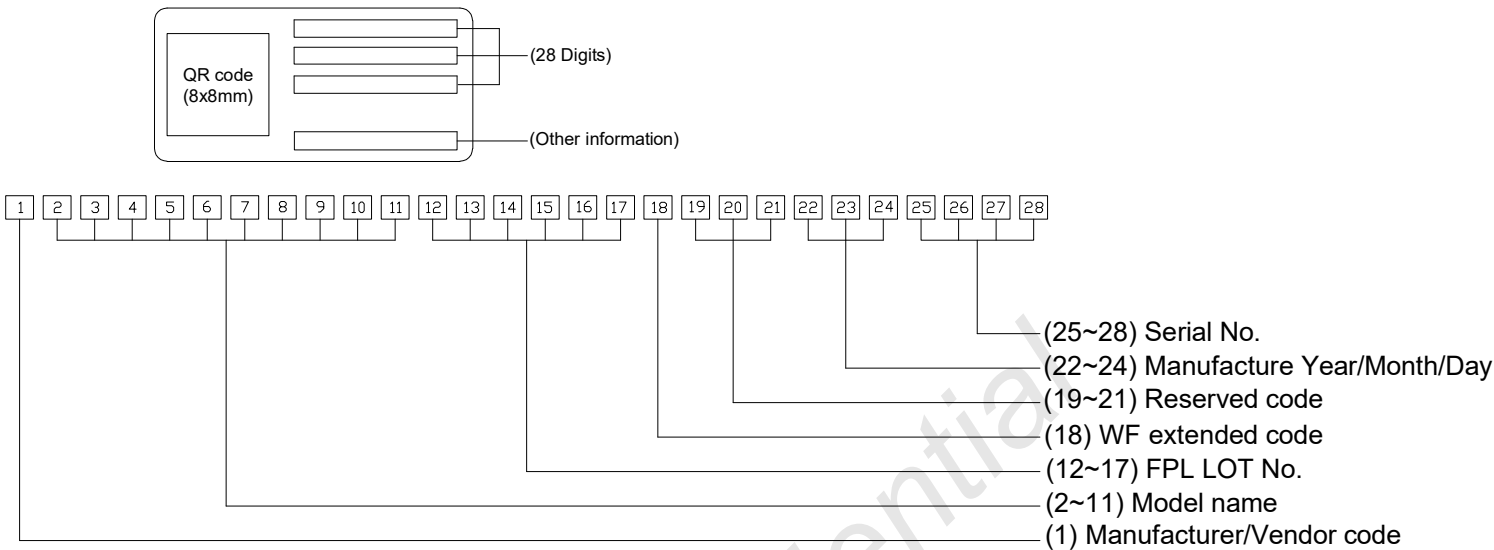 QR code
(8x8mm)
(28 Digits)
(Other information)
1 2 3 4 5 6 7 8 9 10 11 12 13 14 15 16 17 18 19 20 21 22 23 24 25 26 27 28
(25~28) Serial No.
(22~24) Manufacture Year/Month/Day
(19~21) Reserved code
(18) WF extended code
(12~17) FPL LOT No.
(2~11) Model name
(1) Manufacturer/Vendor code